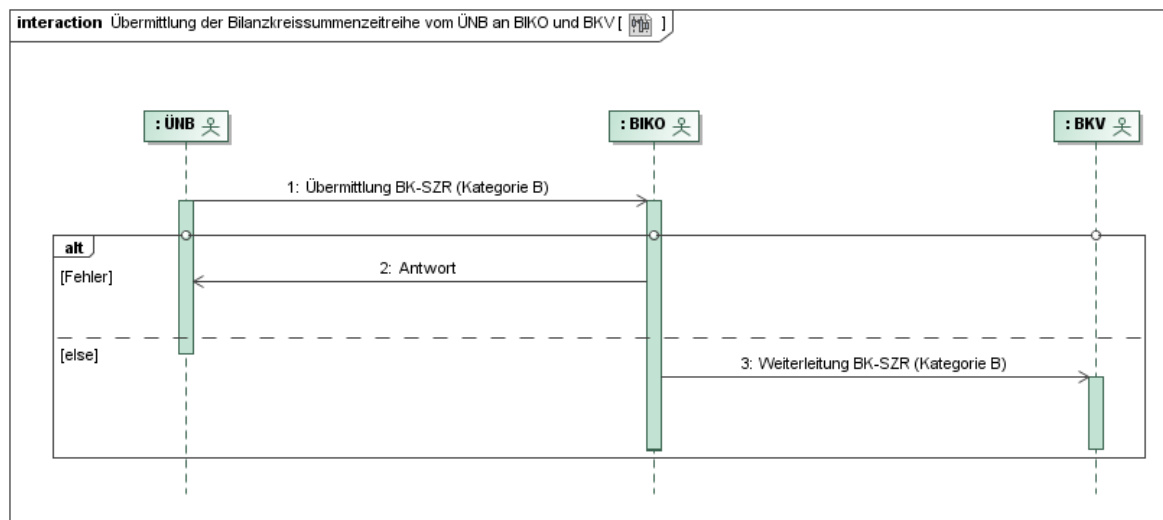 interaction Übermittlung der Bilanzkreissummenzeitreihe vom ÜNB an BIKO und BKV [ ]
: ÜNB
: BIKO
: BKV
1: Übermittlung BK-SZR (Kategorie B)
alt
[Fehler]
2: Antwort
[else]
3: Weiterleitung BK-SZR (Kategorie B)